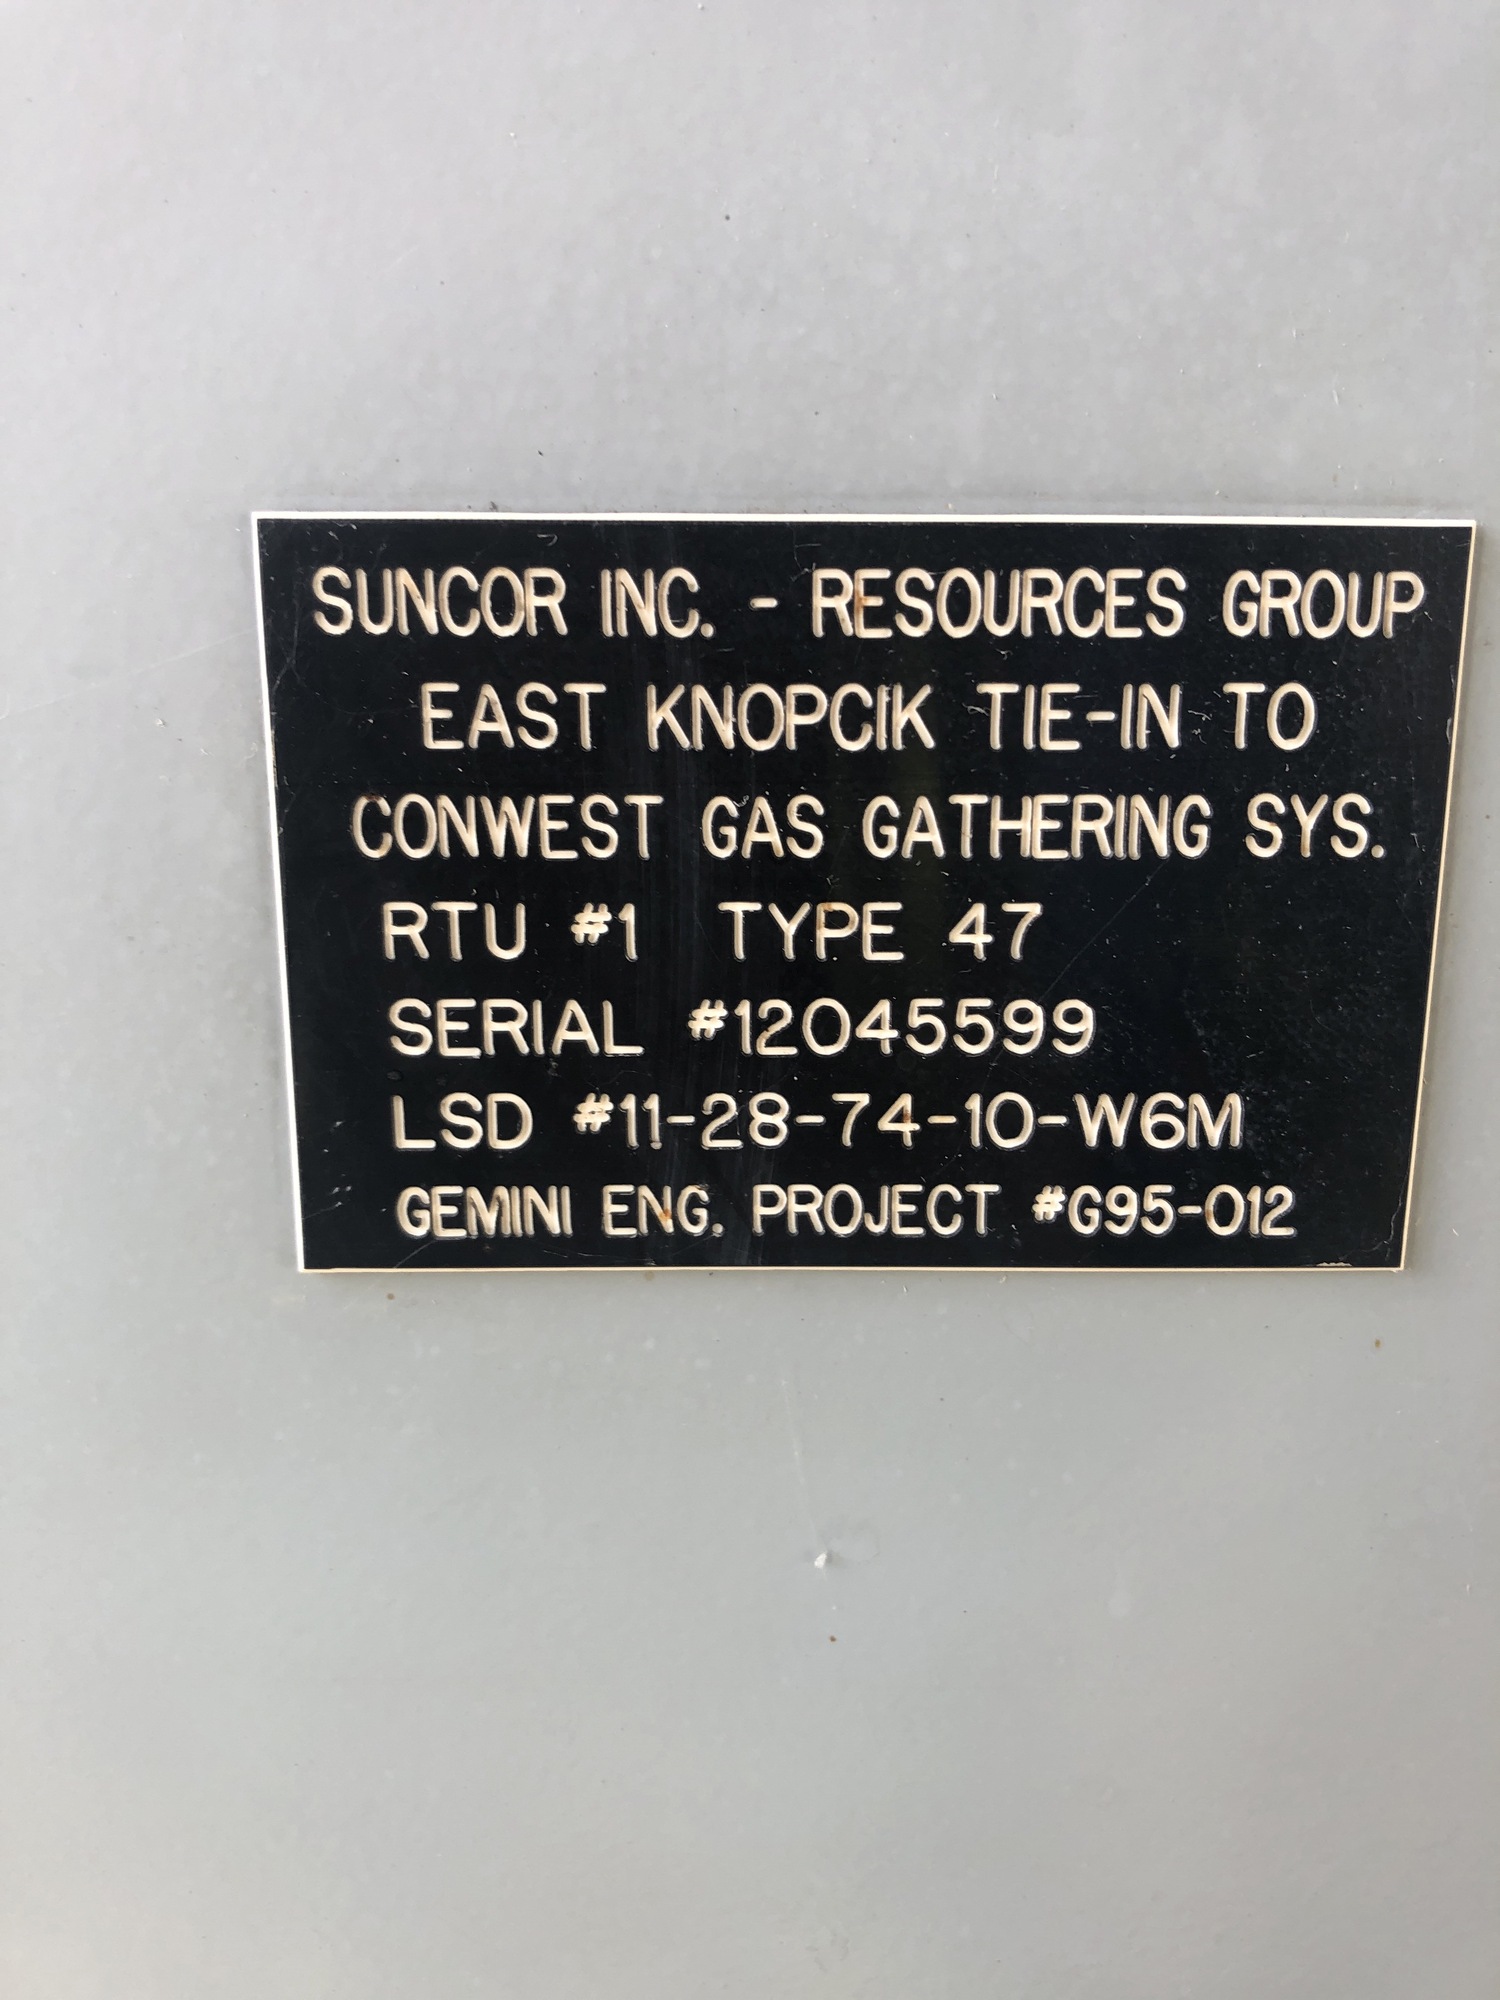 SUNCOR INC. - RESOURCES GROUP
EAST KNOPCIK TIE-IN TO
CONWEST GAS GATHERING SYS.
RTU #1 TYPE 47
SERIAL #12045599
LSD #11-28-74-10-W6M
GEMINI ENG. PROJECT #G95-012